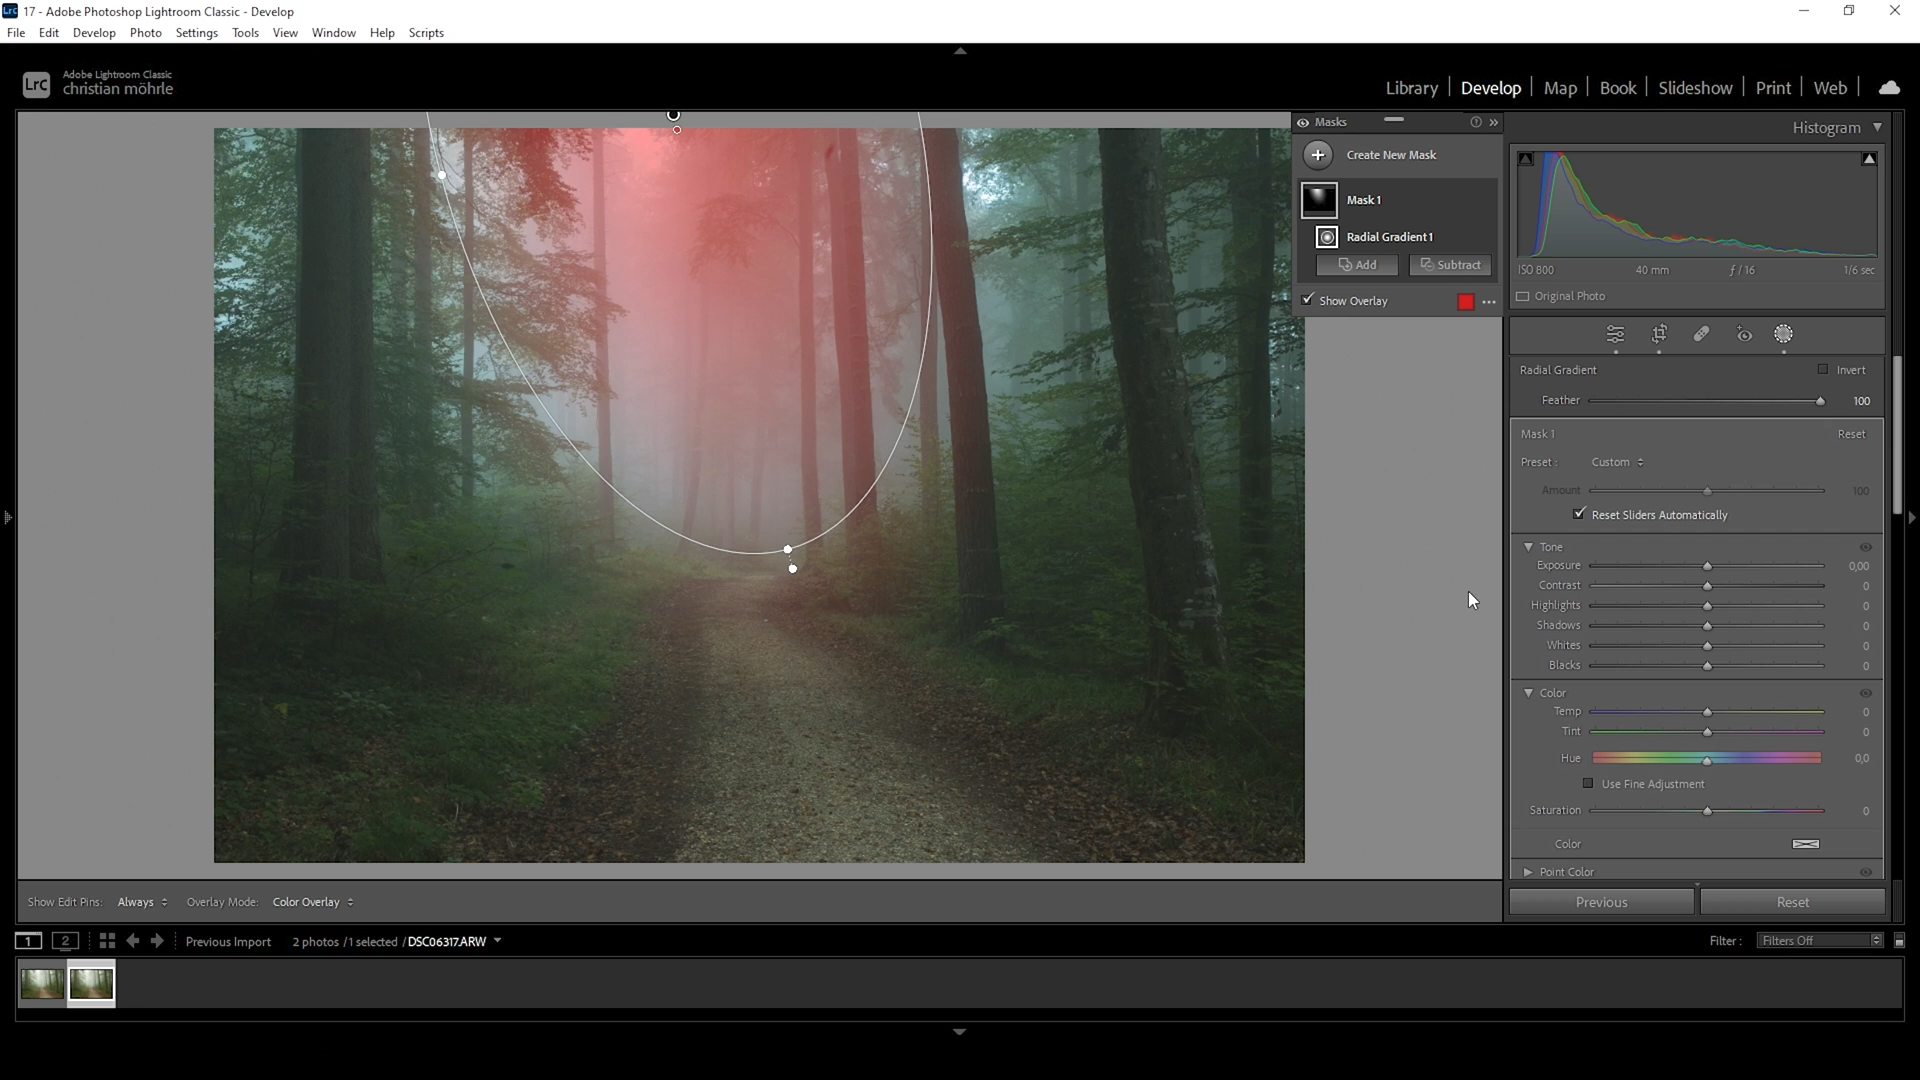 Lrc 17 - Adobe Photoshop Lightroom Classic - Develop
File Edit Develop Photo Settings Tools View Window Help Scripts
Lrc Adobe Lightroom Classic
christian möhrle
Library Develop Map Book Slideshow Print Web
Masks
Create New Mask
Mask 1
Radial Gradient 1
Add Subtract
Show Overlay
Histogram
ISO 800 40 mm ƒ / 16 1/6 sec
Original Photo
Radial Gradient Invert
Feather 100
Mask 1 Reset
Preset : Custom
Amount 100
Reset Sliders Automatically
Tone
Exposure 0,00
Contrast 0
Highlights 0
Shadows 0
Whites 0
Blacks 0
Color
Temp 0
Tint 0
Hue 0,0
Use Fine Adjustment
Saturation 0
Color
Point Color
Previous Reset
Show Edit Pins: Always Overlay Mode: Color Overlay
1 2 Previous Import 2 photos / 1 selected / DSC06317.ARW
Filter : Filters Off